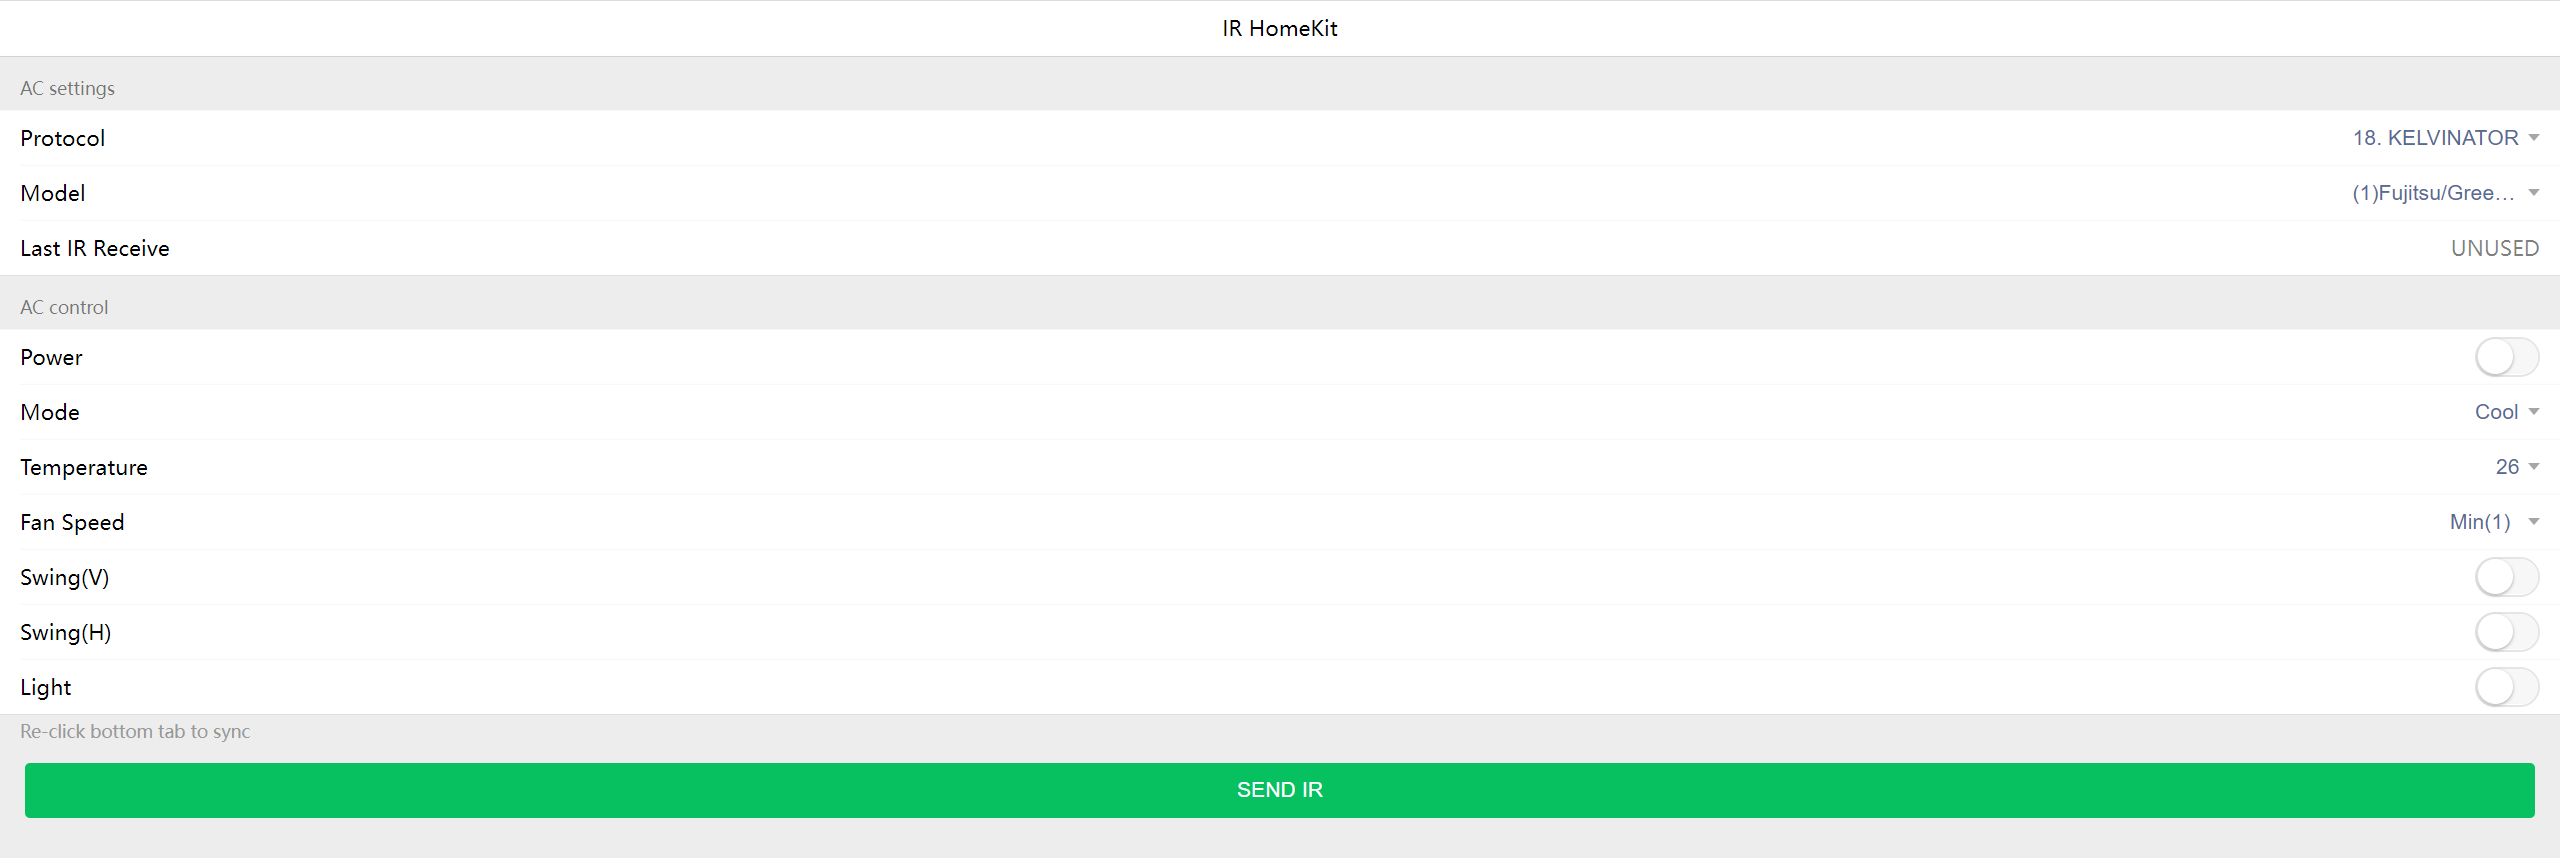 IR HomeKit
AC settings
Protocol 18. KELVINATOR
Model (1)Fujitsu/Gree...
Last IR Receive UNUSED
AC control
Power
Mode Cool
Temperature 26
Fan Speed Min(1)
Swing(V)
Swing(H)
Light
Re-click bottom tab to sync
SEND IR